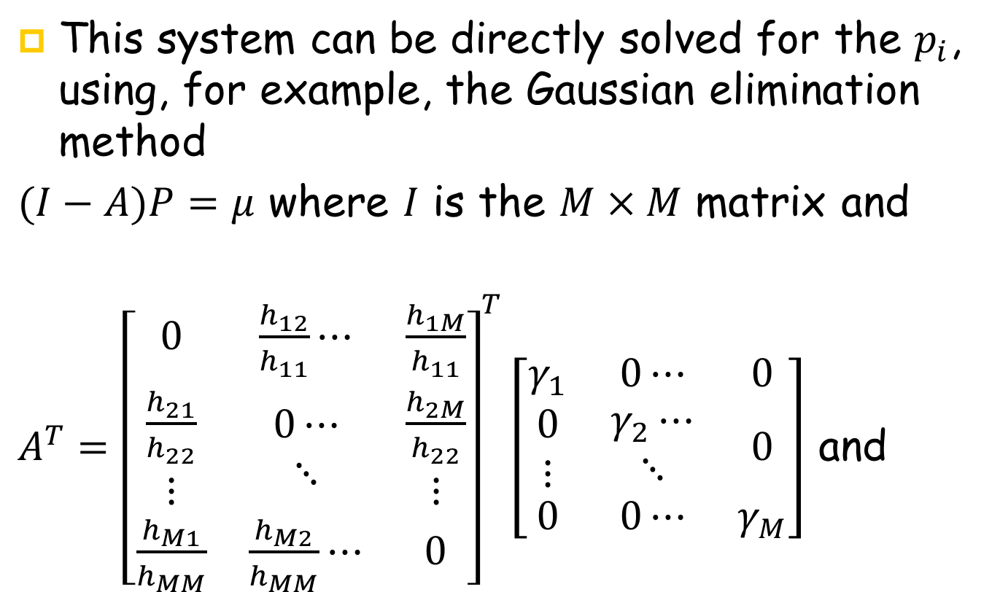 This system can be directly solved for the 𝑝ᵢ,
using, for example, the Gaussian elimination
method
(𝐼 − 𝐴)𝑃 = 𝜇 where 𝐼 is the 𝑀 × 𝑀 matrix and
$A^T = \begin{bmatrix} 0 & \frac{h_{12}}{h_{11}} \cdots & \frac{h_{1M}}{h_{11}} \\ \frac{h_{21}}{h_{22}} & 0 \cdots & \frac{h_{2M}}{h_{22}} \\ \vdots & \ddots & \vdots \\ \frac{h_{M1}}{h_{MM}} & \frac{h_{M2}}{h_{MM}} \cdots & 0 \end{bmatrix}^T \begin{bmatrix} \gamma_1 & 0 \cdots & 0 \\ 0 & \gamma_2 \cdots & 0 \\ \vdots & \ddots & \\ 0 & 0 \cdots & \gamma_M \end{bmatrix}$ and